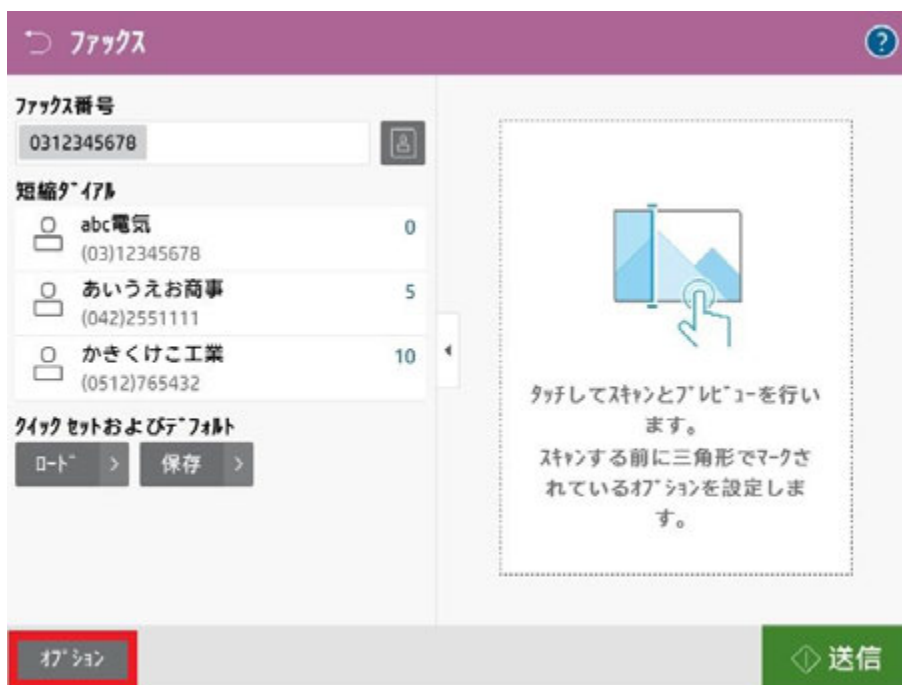 ファックス
?
ファックス番号
0312345678
短縮ダイアル
abc電気 0
(03)12345678
あいうえお商事 5
(042)2551111
かきくけこ工業 10
(0512)765432
クイック セットおよびデフォルト
ロード >
保存 >
タッチしてスキャンとプレビューを行い
ます。
スキャンする前に三角形でマークさ
れているオプションを設定しま
す。
オプション
送信